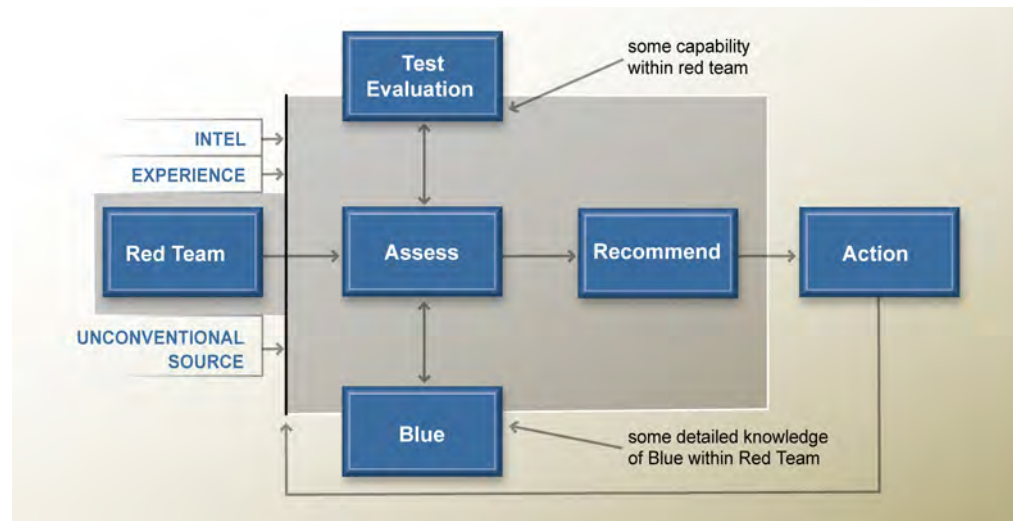 Test
Evaluation
some capability
within red team
INTEL
EXPERIENCE
Red Team
Assess
Recommend
Action
UNCONVENTIONAL
SOURCE
Blue
some detailed knowledge
of Blue within Red Team